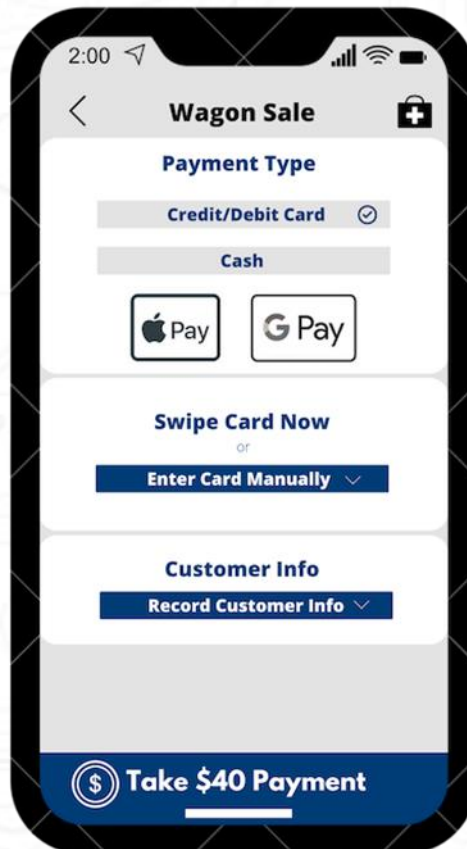 2:00
Wagon Sale
Payment Type
Credit/Debit Card
Cash
Pay
G Pay
Swipe Card Now
or
Enter Card Manually
Customer Info
Record Customer Info
$ Take $40 Payment